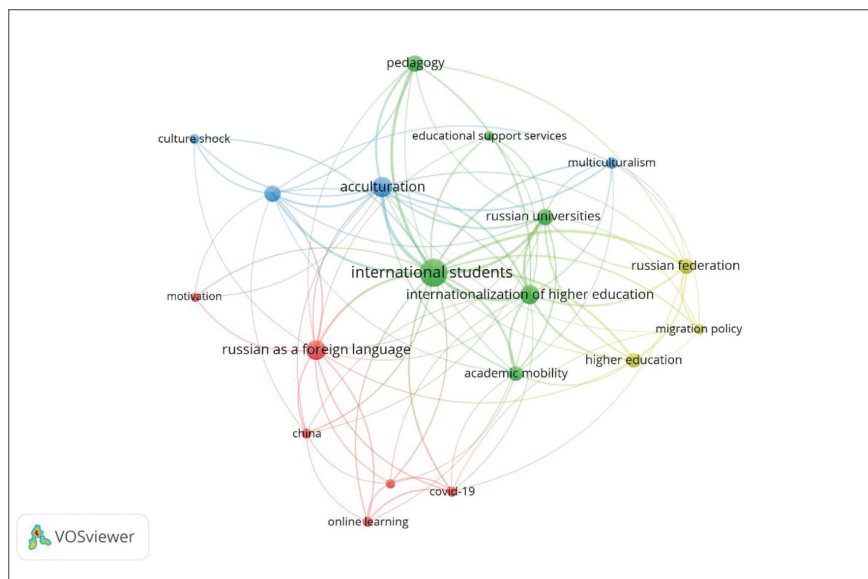 pedagogy
educational support services
culture shock
multiculturalism
acculturation
russian universities
russian federation
international students
internationalization of higher education
motivation
migration policy
russian as a foreign language
higher education
academic mobility
china
covid-19
online learning
VOSviewer